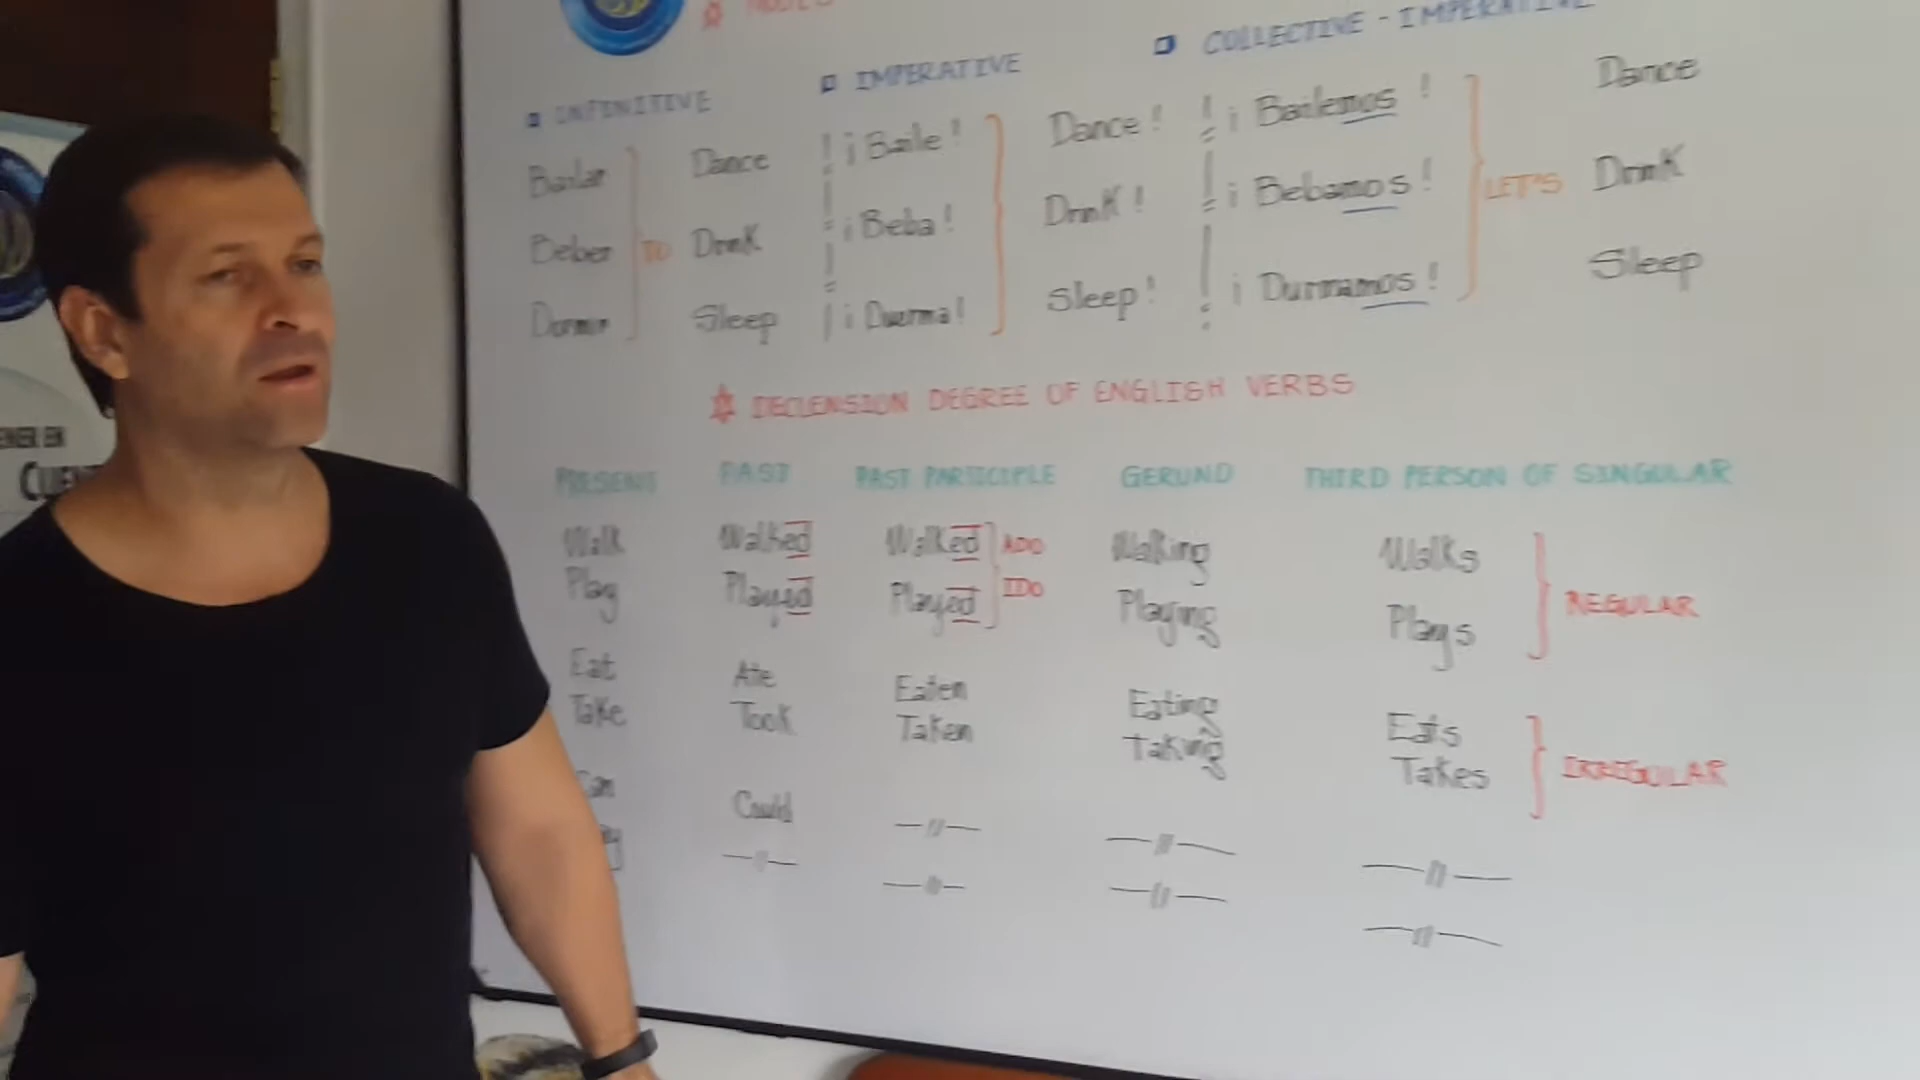 COLLECTIVE - IMPERATIVE
IMPERATIVE
INFINITIVE
Bailar
Beber
Dormir
TO
Dance
Drink
Sleep
¡ Baile !
¡ Beba !
¡ Duerma !
Dance !
Drink !
Sleep !
¡ Bailemos !
¡ Bebamos !
¡ Durmamos !
LET'S
Dance
Drink
Sleep
DECLENSION DEGREE OF ENGLISH VERBS
PRESENT PAST PAST PARTICIPLE GERUND THIRD PERSON OF SINGULAR
Walk Walked Walked ADO Walking Walks
Play Played Played IDO Playing Plays
REGULAR
Eat Ate Eaten Eating Eats
Take Took Taken Taking Takes
IRREGULAR
Could